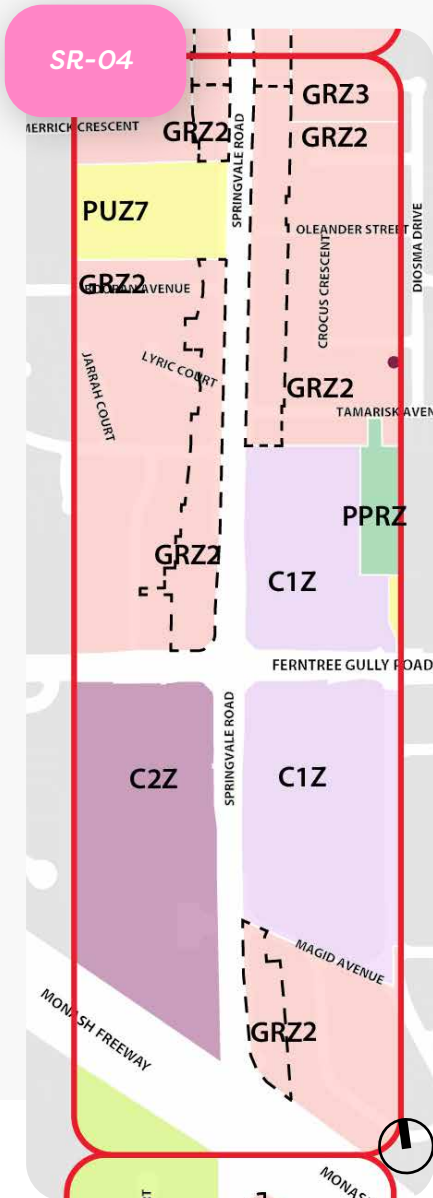 SR-04
GRZ3
MERRICK CRESCENT
GRZ2
GRZ2
SPRINGVALE ROAD
PUZ7
OLEANDER STREET
DIOSMA DRIVE
CROCUS CRESCENT
GRZ2
AVENUE
LYRIC COURT
JARRAH COURT
GRZ2
TAMARISK AVEN
PPRZ
GRZ2
C1Z
FERNTREE GULLY ROAD
SPRINGVALE ROAD
C2Z
C1Z
MAGID AVENUE
MONASH FREEWAY
GRZ2
MONAS